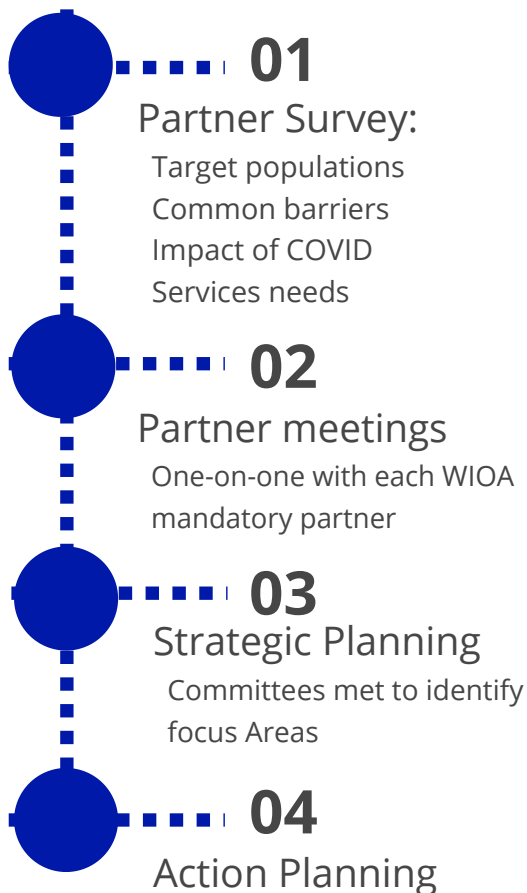 01
Partner Survey:
Target populations
Common barriers
Impact of COVID
Services needs
02
Partner meetings
One-on-one with each WIOA
mandatory partner
03
Strategic Planning
Committees met to identify
focus Areas
04
Action Planning